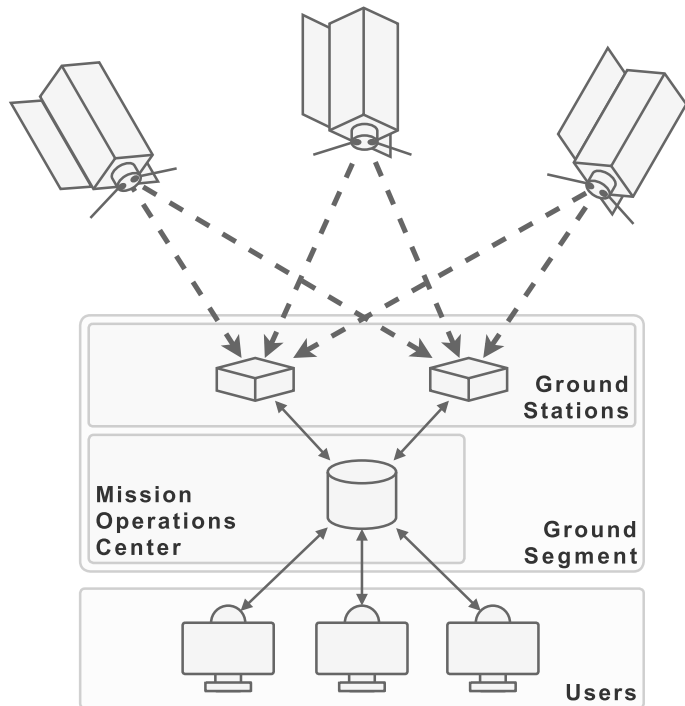 Ground
Stations
Mission
Operations
Center
Ground
Segment
Users